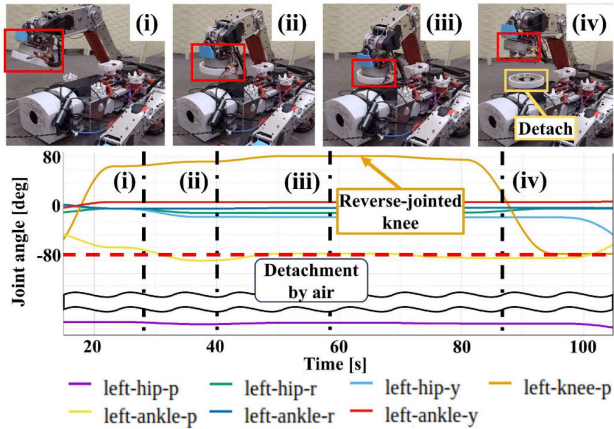 (i)
(ii)
(iii)
(iv)
Detach
80
0
-80
Joint angle [deg]
(i)
(ii)
(iii)
(iv)
Reverse-jointed
knee
Detachment
by air
20
40
60
80
100
Time [s]
left-hip-p
left-hip-r
left-hip-y
left-knee-p
left-ankle-p
left-ankle-r
left-ankle-y